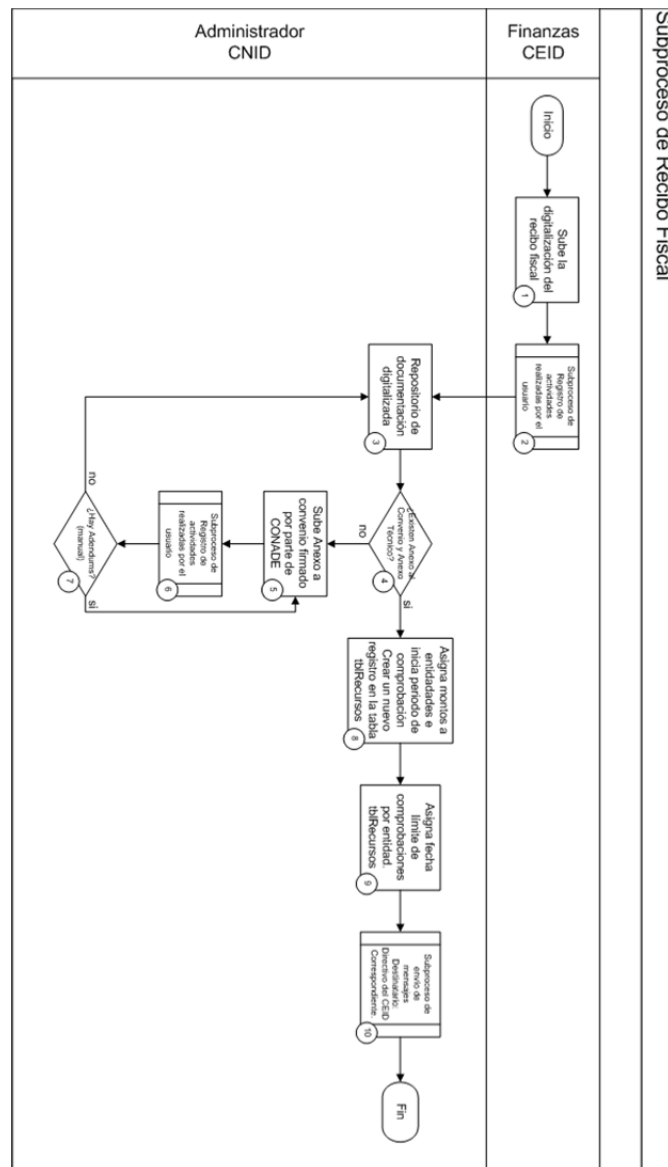 Subproceso de Recibo Fiscal
Finanzas
CEID
Administrador
CNID
Inicio
Sube la
digitalización del
recibo fiscal
1
Subproceso de
Registro de
actividades
realizadas por el
usuario
2
Repositorio de
documentación
digitalizada
3
¿Existen Anexo al
Convenio y Anexo
Técnico?
4
no
si
Sube Anexo a
convenio firmado
por parte de
CONADE
5
Subproceso de
Registro de
actividades
realizadas por el
usuario
6
¿Hay Adendums?
(manual)
7
no
si
Asigna montos a
entidadades e
inicia periodo de
comprobación
Crear un nuevo
registro en la tabla
tblRecursos
8
Asigna fecha
límite de
comprobaciones
por entidad.
tblRecursos
9
Subproceso de
envío de
mensajes
Destinatario:
Directivo del CEID
Correspondiente.
10
Fin